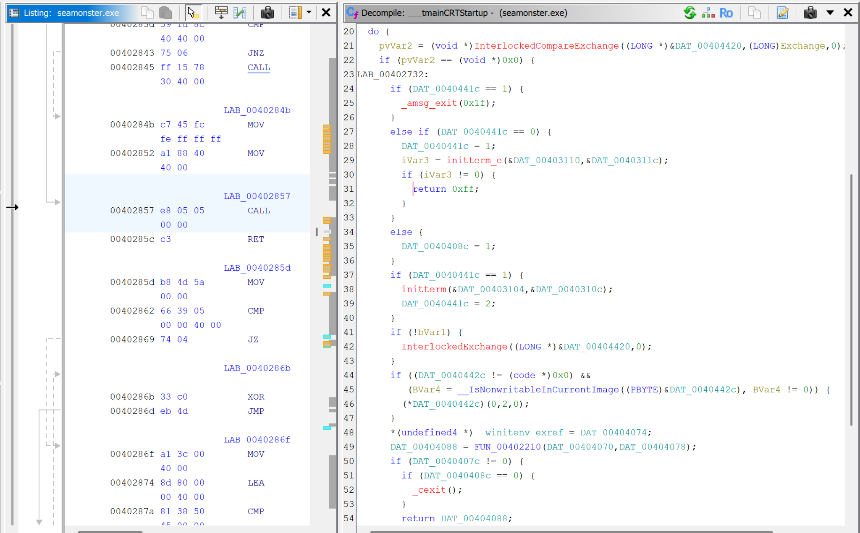 Listing: seamonster.exe
40 40 00
00402843 75 06 JNZ
00402845 ff 15 78 CALL
30 40 00
LAB_0040284b
0040284b c7 45 fc MOV
fe ff ff ff
00402852 a1 88 40 MOV
40 00
LAB_00402857
00402857 e8 05 05 CALL
00 00
0040285c c3 RET
LAB_0040285d
0040285d b8 4d 5a MOV
00 00
00402862 66 39 05 CMP
00 00 40 00
00402869 74 04 JZ
LAB_0040286b
0040286b 33 c0 XOR
0040286d eb 4d JMP
LAB_0040286f
0040286f a1 3c 00 MOV
40 00
00402874 8d 80 00 LEA
00 40 00
0040287a 81 38 50 CMP
Decompile: ___tmainCRTStartup - (seamonster.exe)
Ro
20 do {
21 pvVar2 = (void *)InterlockedCompareExchange((LONG *)&DAT_00404420,(LONG)Exchange,0)
22 if (pvVar2 == (void *)0x0) {
23 LAB_00402732:
24 if (DAT_0040441c == 1) {
25 _amsg_exit(0x1f);
26 }
27 else if (DAT_0040441c == 0) {
28 DAT_0040441c = 1;
29 iVar3 = initterm_e(&DAT_00403110,&DAT_0040311c);
30 if (iVar3 != 0) {
31 return 0xff;
32 }
33 }
34 else {
35 DAT_0040408c = 1;
36 }
37 if (DAT_0040441c == 1) {
38 initterm(&DAT_00403104,&DAT_0040310c);
39 DAT_0040441c = 2;
40 }
41 if (!bVar1) {
42 InterlockedExchange((LONG *)&DAT_00404420,0);
43 }
44 if ((DAT_0040442c != (code *)0x0) &&
45 (BVar4 = __IsNonwritableInCurrentImage((PBYTE)&DAT_0040442c), BVar4 != 0)) {
46 (*DAT_0040442c)(0,2,0);
47 }
48 *(undefined4 *)__winitenv_exref = DAT_00404074;
49 DAT_00404088 = FUN_00402210(DAT_00404070,DAT_00404078);
50 if (DAT_0040407c != 0) {
51 if (DAT_0040408c == 0) {
52 _cexit();
53 }
54 return DAT_00404088;